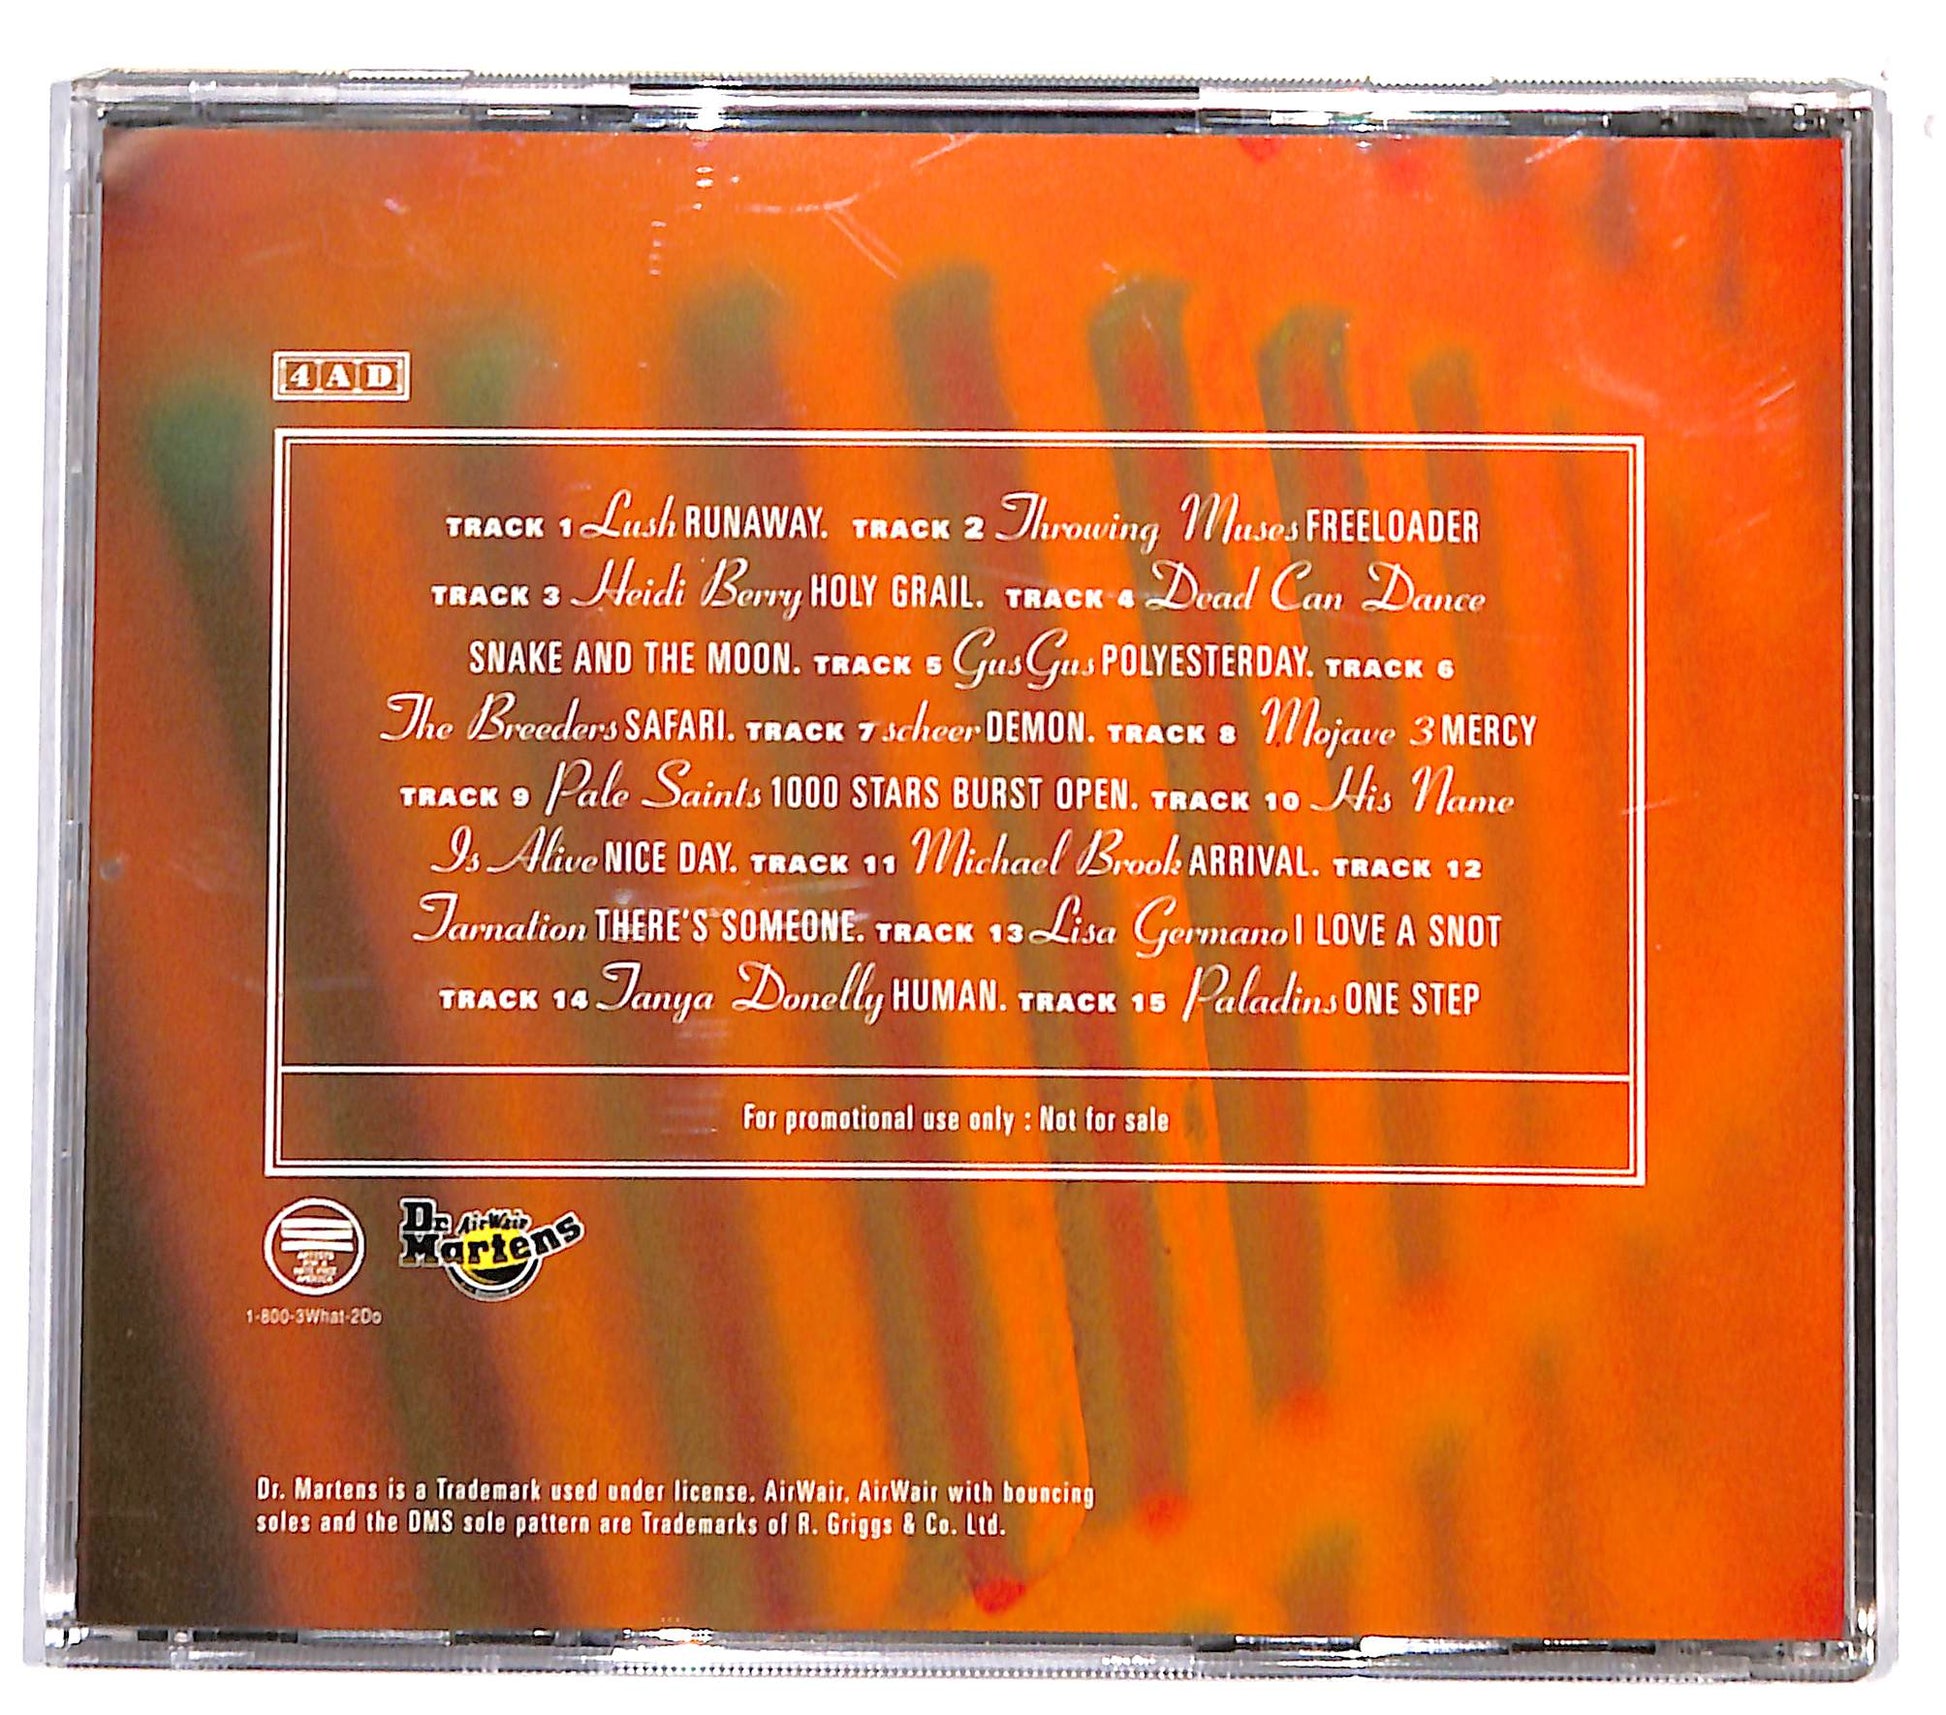 4AD
TRACK 1 Lush RUNAWAY. TRACK 2 Throwing Muses FREELOADER
TRACK 3 Heidi Berry HOLY GRAIL. TRACK 4 Dead Can Dance
SNAKE AND THE MOON. TRACK 5 GusGus POLYESTERDAY. TRACK 6
The Breeders SAFARI. TRACK 7 scheer DEMON. TRACK 8 Mojave 3 MERCY
TRACK 9 Pale Saints 1000 STARS BURST OPEN. TRACK 10 His Name
Is Alive NICE DAY. TRACK 11 Michael Brook ARRIVAL. TRACK 12
Tarnation THERE'S SOMEONE. TRACK 13 Lisa Germano I LOVE A SNOT
TRACK 14 Tanya Donelly HUMAN. TRACK 15 Paladins ONE STEP
For promotional use only : Not for sale
ARTISTS
FOR A
HATE FREE
AMERICA
1-800-3What-2Do
Dr. AirWair
Martens
Dr. Martens is a Trademark used under license. AirWair, AirWair with bouncing
soles and the DMS sole pattern are Trademarks of R. Griggs & Co. Ltd.